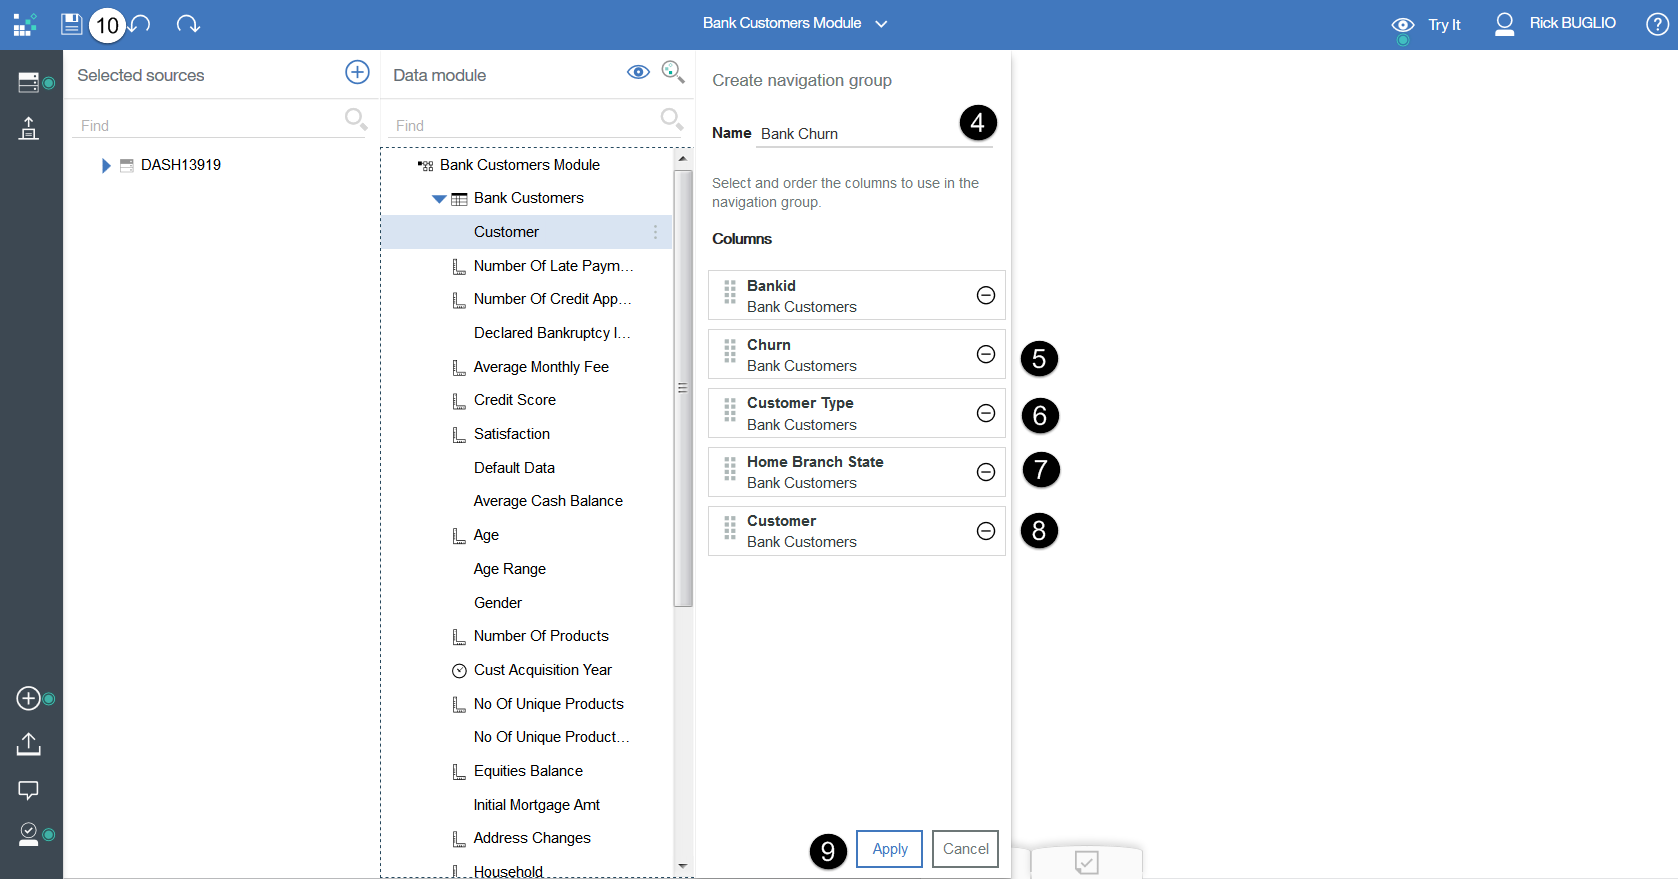 10
Bank Customers Module
Try It
Rick BUGLIO
?
Selected sources
Find
DASH13919
Data module
Find
Bank Customers Module
Bank Customers
Customer
Number Of Late Paym...
Number Of Credit App...
Declared Bankruptcy I...
Average Monthly Fee
Credit Score
Satisfaction
Default Data
Average Cash Balance
Age
Age Range
Gender
Number Of Products
Cust Acquisition Year
No Of Unique Products
No Of Unique Product...
Equities Balance
Initial Mortgage Amt
Address Changes
Household
Create navigation group
Name Bank Churn
4
Select and order the columns to use in the
navigation group.
Columns
Bankid
Bank Customers
Churn
Bank Customers
5
Customer Type
Bank Customers
6
Home Branch State
Bank Customers
7
Customer
Bank Customers
8
9
Apply
Cancel